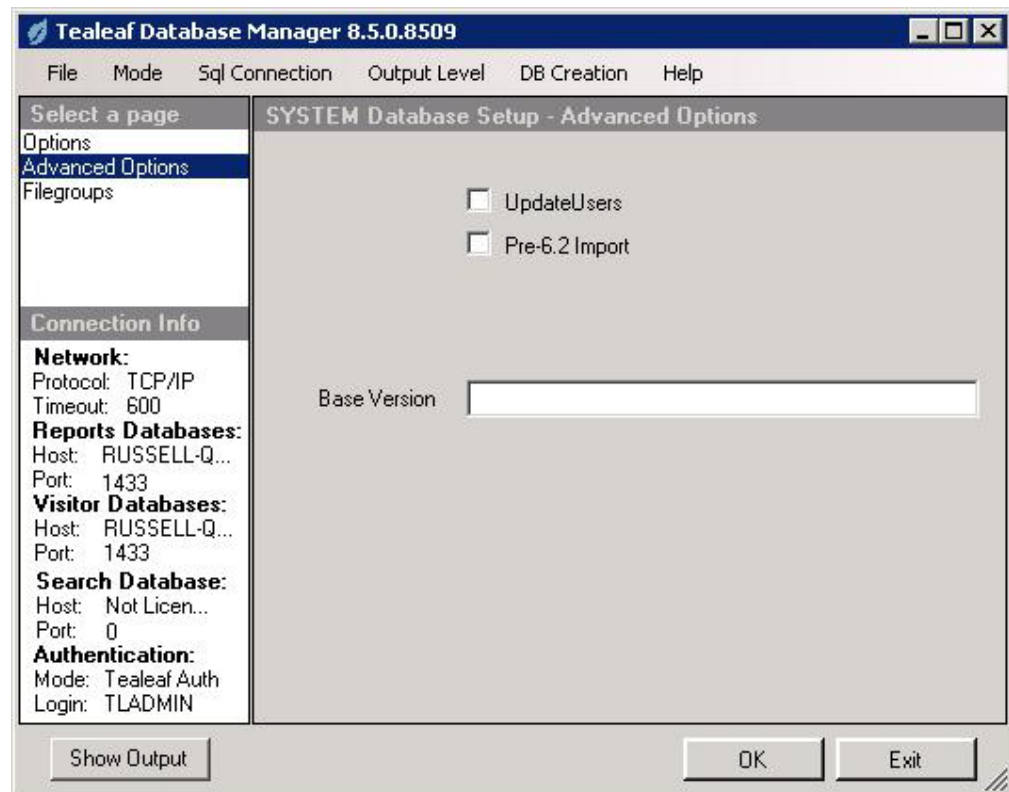 Tealeaf Database Manager 8.5.0.8509
File Mode Sql Connection Output Level DB Creation Help
Select a page
Options
Advanced Options
Filegroups
SYSTEM Database Setup - Advanced Options
UpdateUsers
Pre-6.2 Import
Base Version
Connection Info
Network:
Protocol: TCP/IP
Timeout: 600
Reports Databases:
Host: RUSSELL-Q...
Port: 1433
Visitor Databases:
Host: RUSSELL-Q...
Port: 1433
Search Database:
Host: Not Licen...
Port: 0
Authentication:
Mode: Tealeaf Auth
Login: TLADMIN
Show Output
OK
Exit